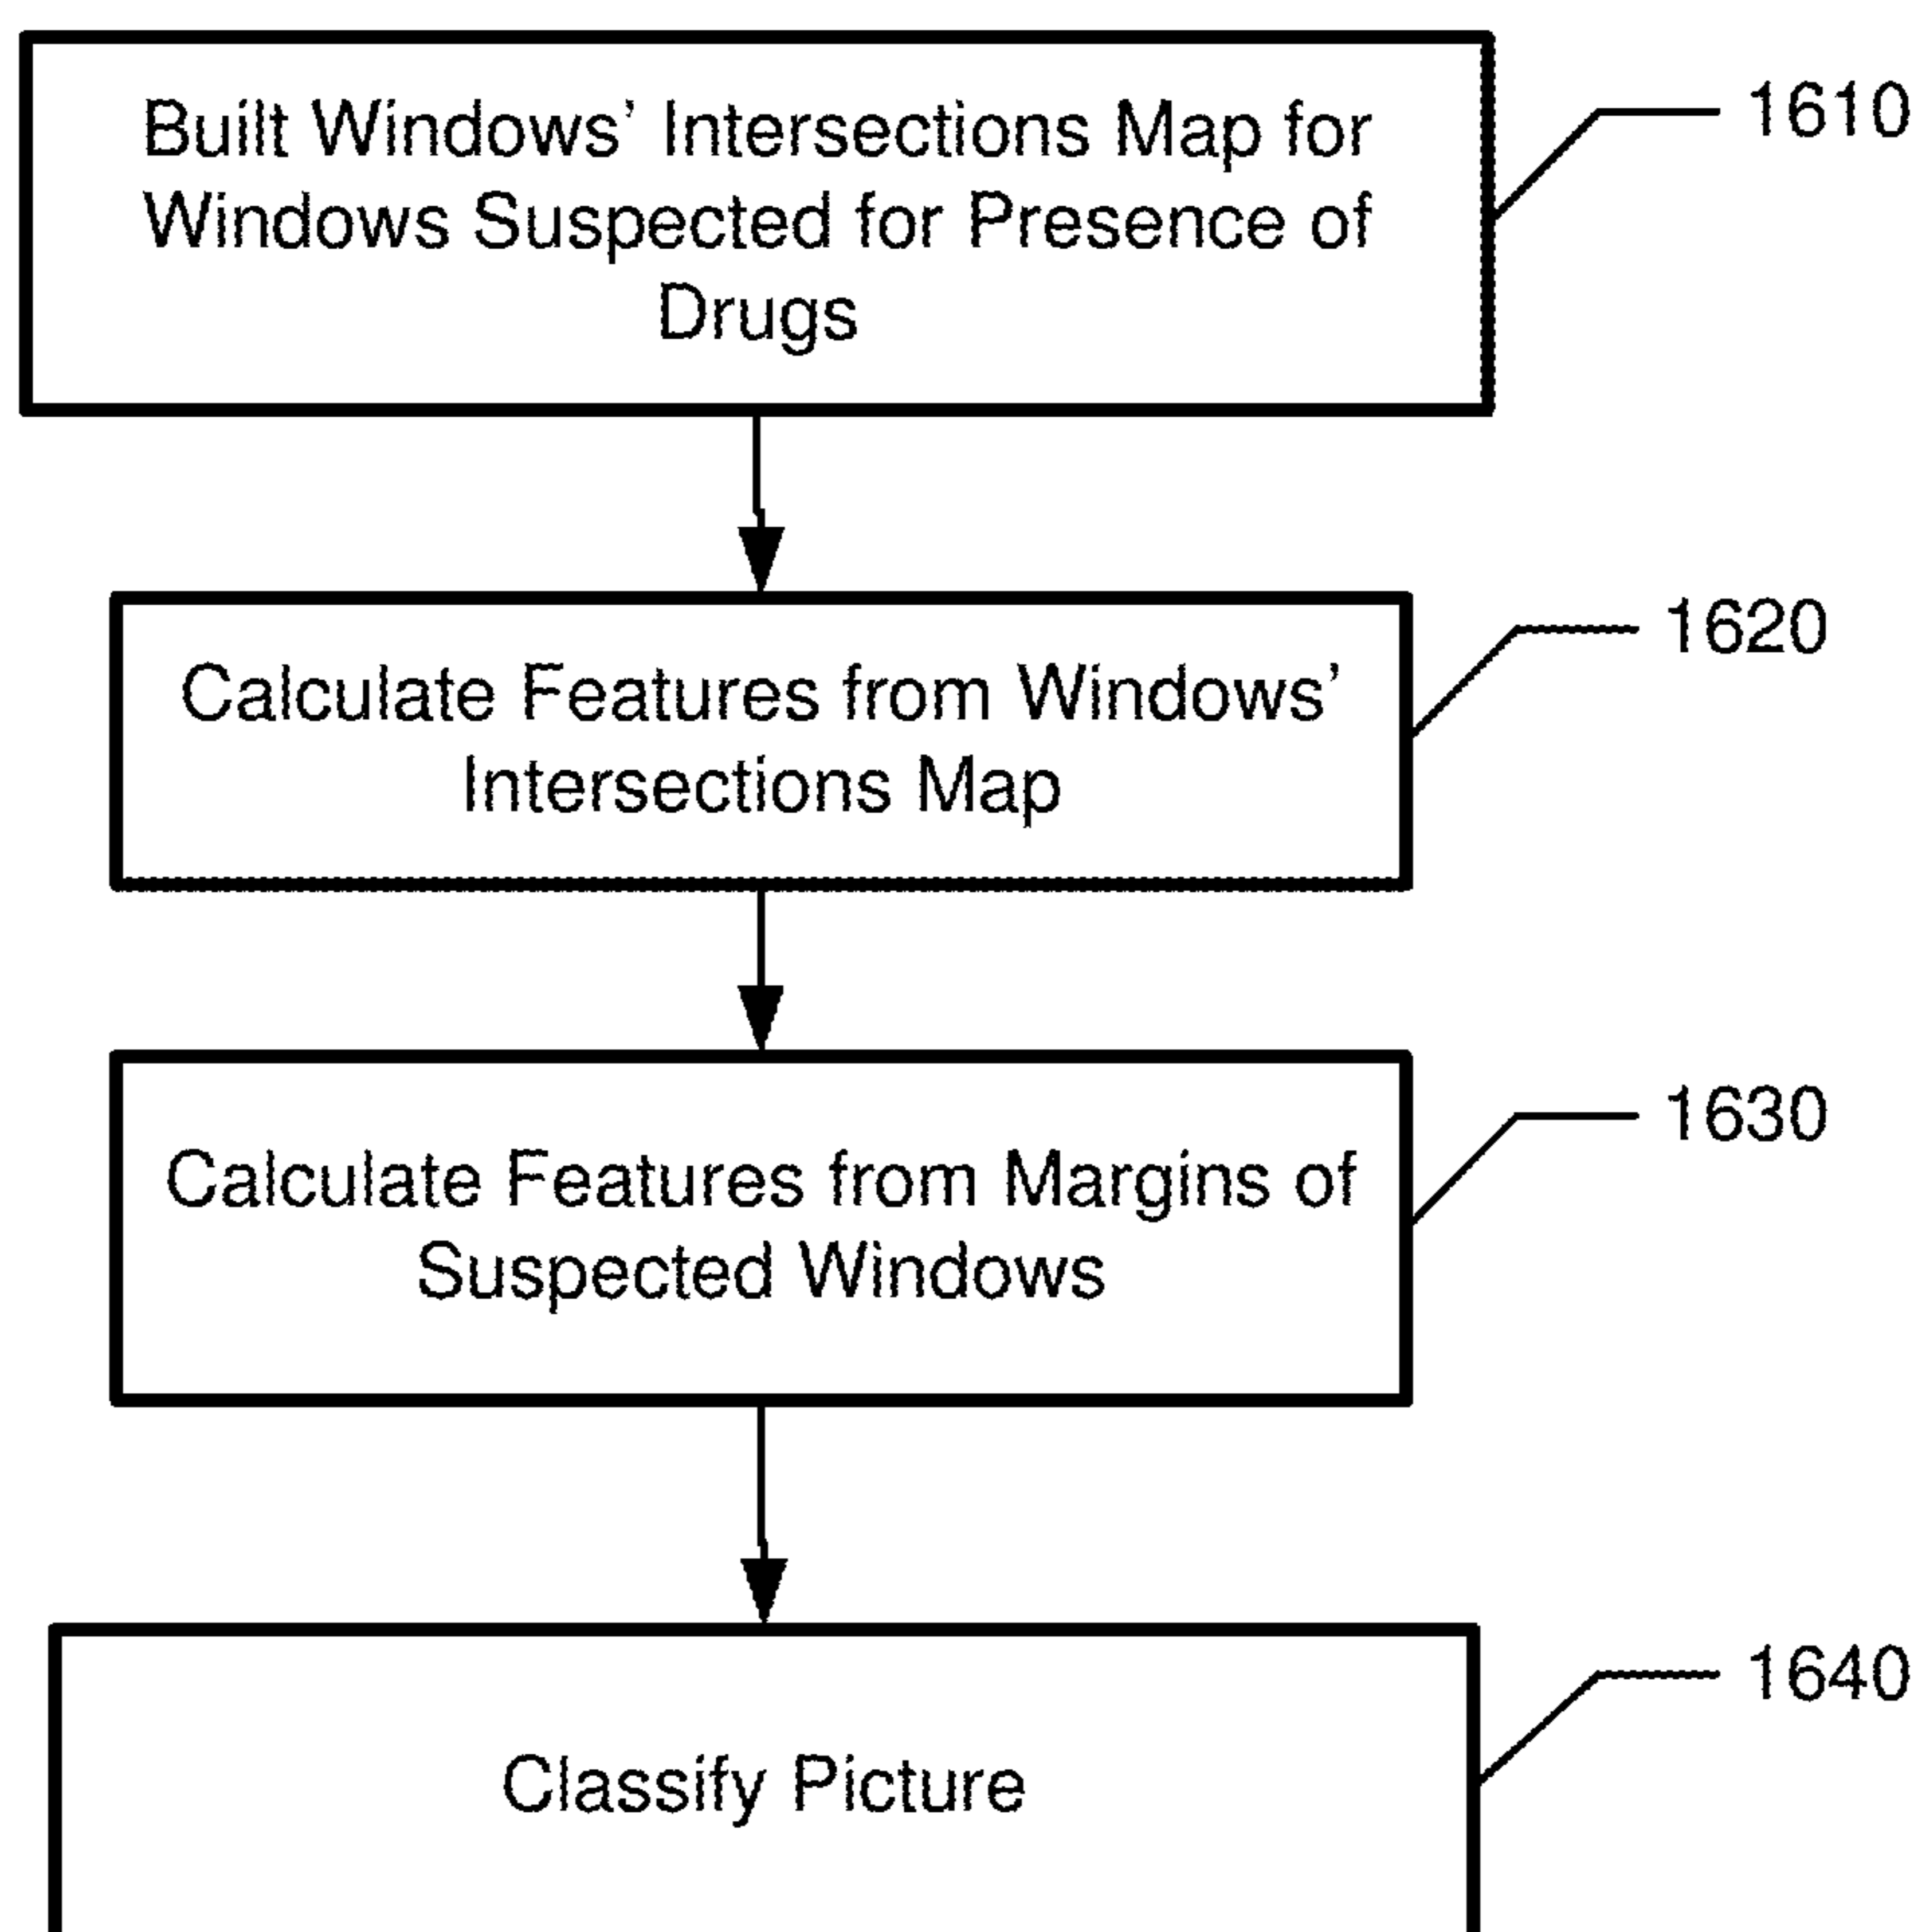 Built Windows’ Intersections Map for
Windows Suspected for Presence of
Drugs
1610
Calculate Features from Windows’
Intersections Map
1620
Calculate Features from Margins of
Suspected Windows
1630
Classify Picture
1640